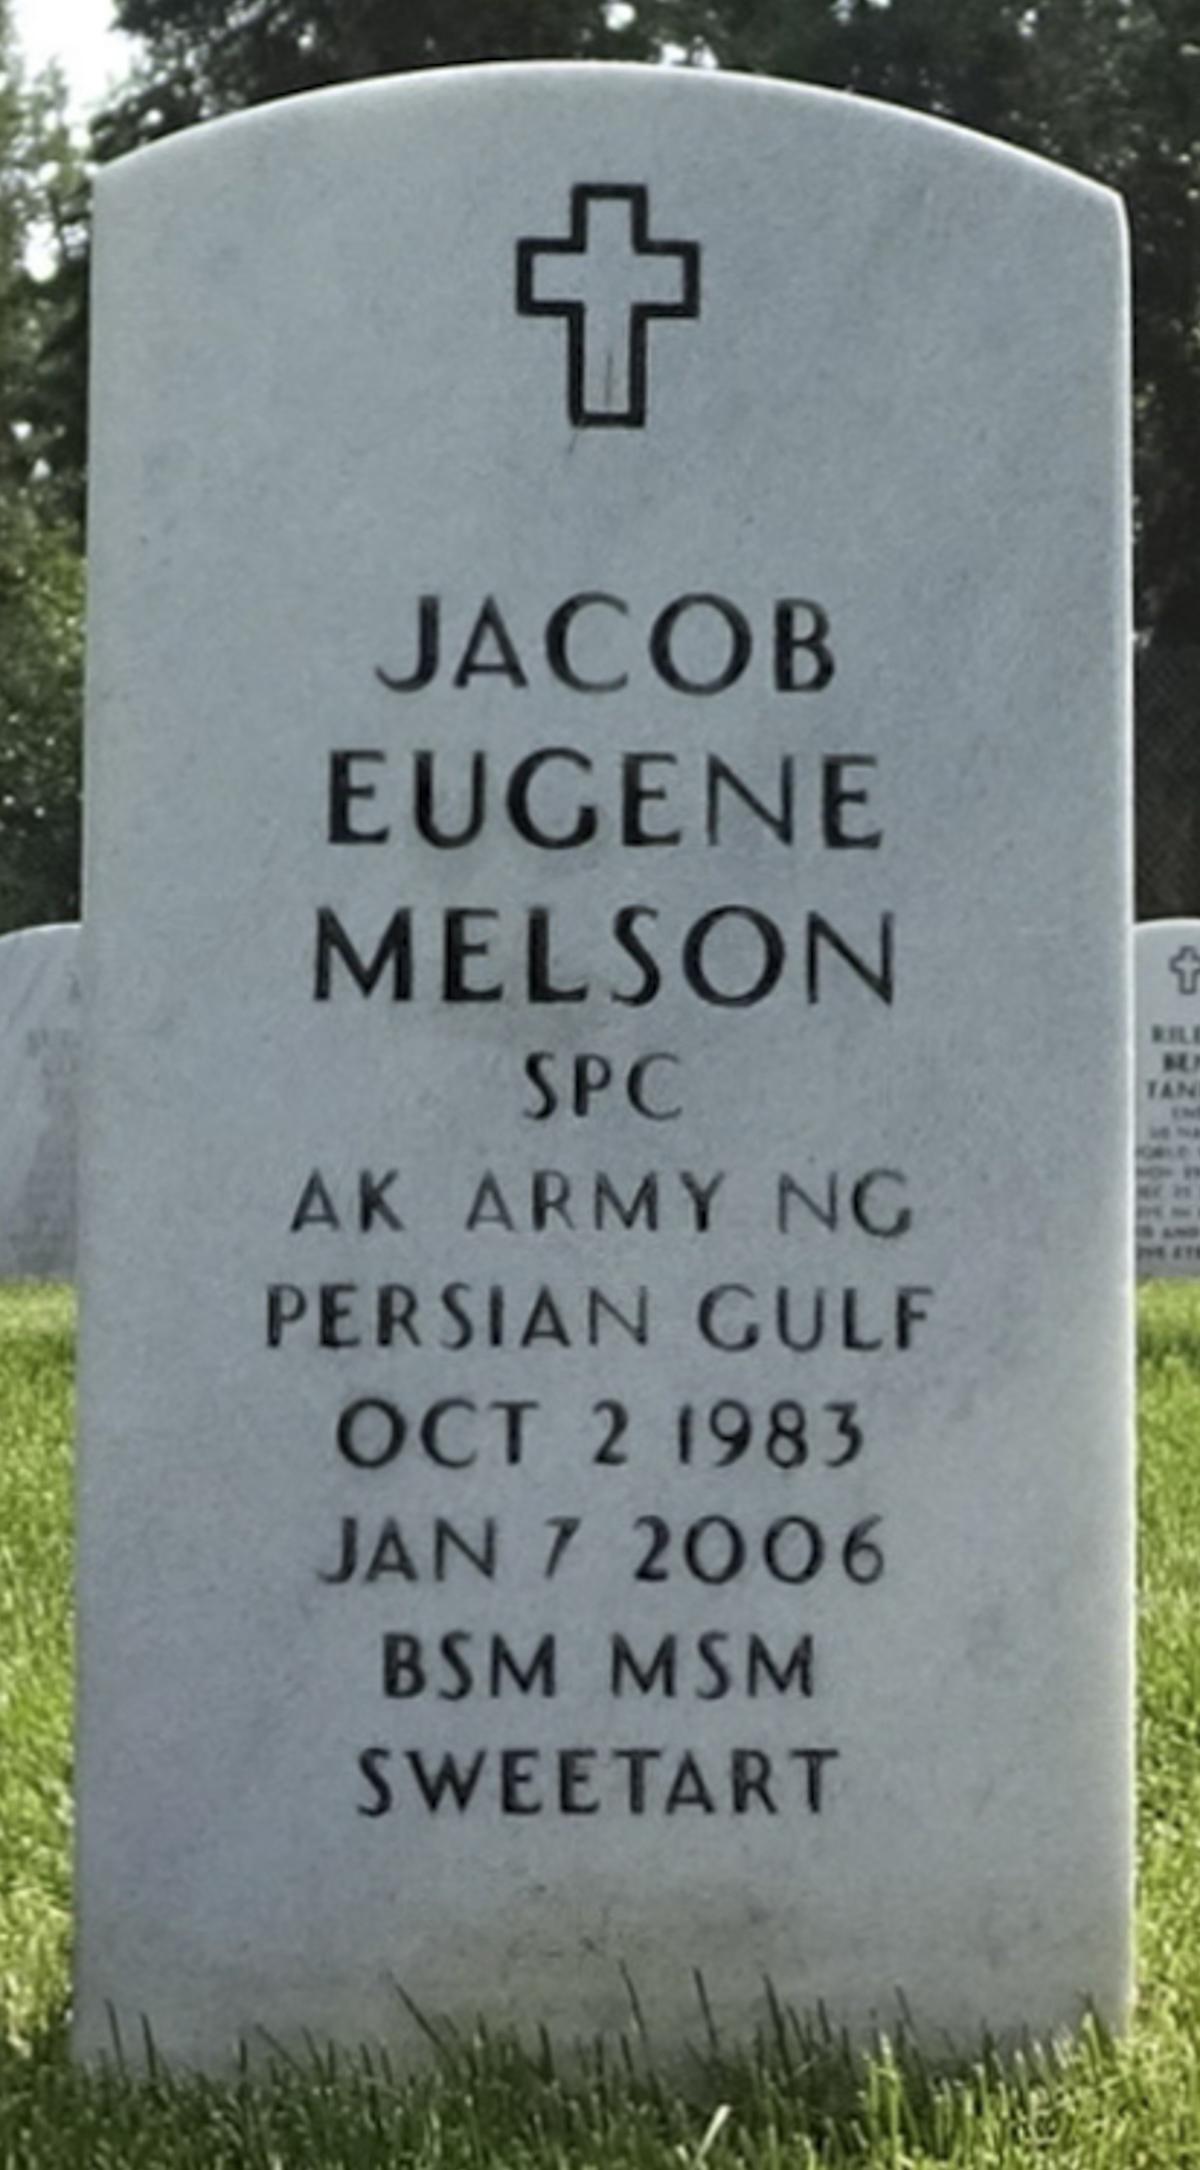 JACOB
EUGENE
MELSON
SPC
AK ARMY NG
PERSIAN GULF
OCT 2 1983
JAN 7 2006
BSM MSM
SWEETART